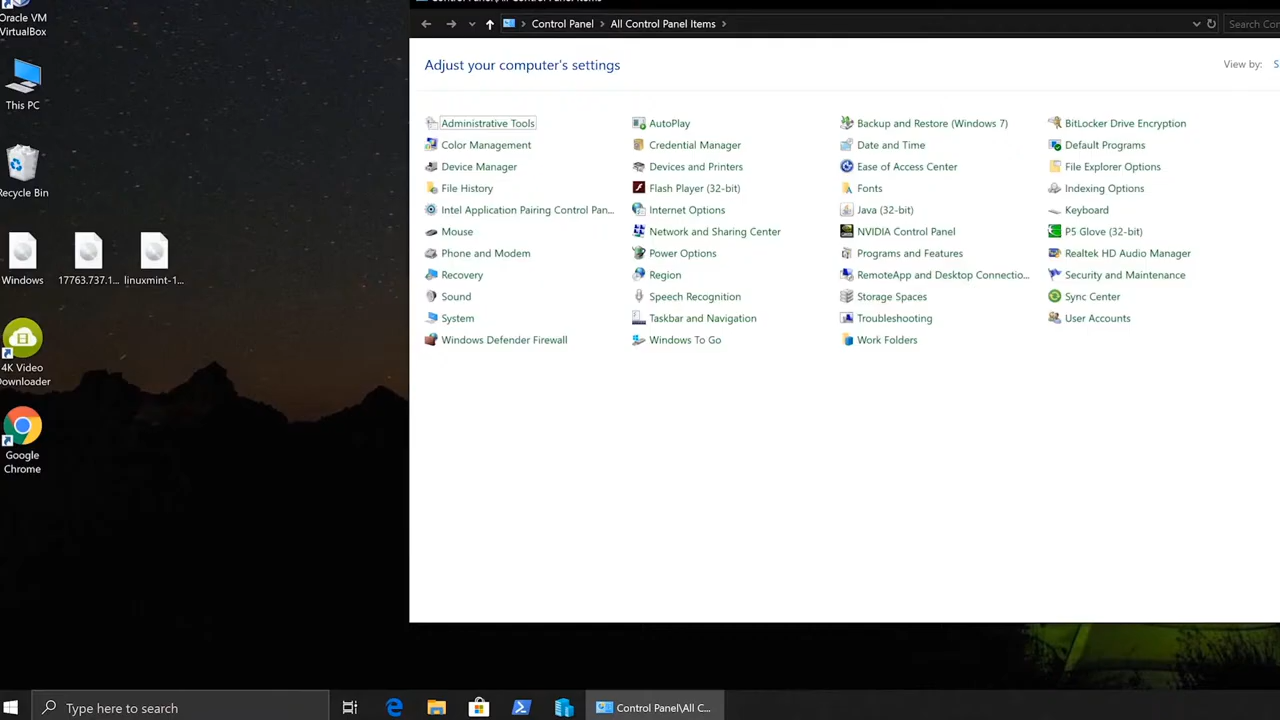 Oracle VM
VirtualBox
This PC
Recycle Bin
Windows
17763.737.1...
linuxmint-1...
4K Video
Downloader
Google
Chrome
Control Panel
All Control Panel Items
Search Co
Adjust your computer's settings
View by:
S
Administrative Tools
AutoPlay
Backup and Restore (Windows 7)
BitLocker Drive Encryption
Color Management
Credential Manager
Date and Time
Default Programs
Device Manager
Devices and Printers
Ease of Access Center
File Explorer Options
File History
Flash Player (32-bit)
Fonts
Indexing Options
Intel Application Pairing Control Pan...
Internet Options
Java (32-bit)
Keyboard
Mouse
Network and Sharing Center
NVIDIA Control Panel
P5 Glove (32-bit)
Phone and Modem
Power Options
Programs and Features
Realtek HD Audio Manager
Recovery
Region
RemoteApp and Desktop Connectio...
Security and Maintenance
Sound
Speech Recognition
Storage Spaces
Sync Center
System
Taskbar and Navigation
Troubleshooting
User Accounts
Windows Defender Firewall
Windows To Go
Work Folders
Type here to search
Control Panel\All C...